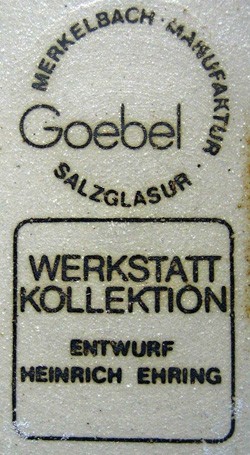 MERKELBACH · MANUFAKTUR
Goebel
SALZGLASUR ·
WERKSTATT
KOLLEKTION
ENTWURF
HEINRICH EHRING